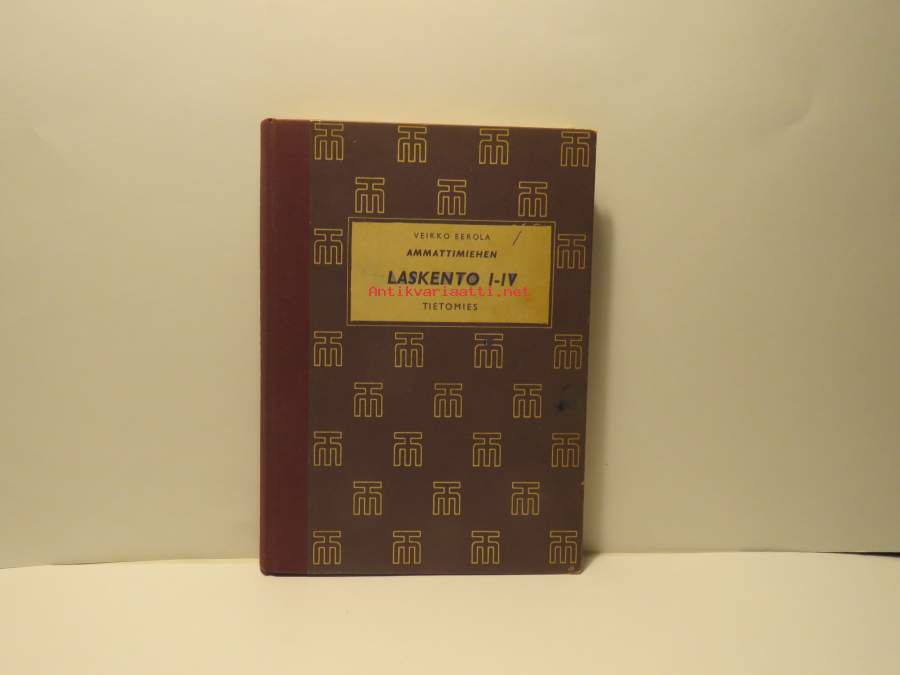 VEIKKO EEROLA
AMMATTIMIEHEN
LASKENTO I-IV
Antikvariaatti.net
TIETOMIES